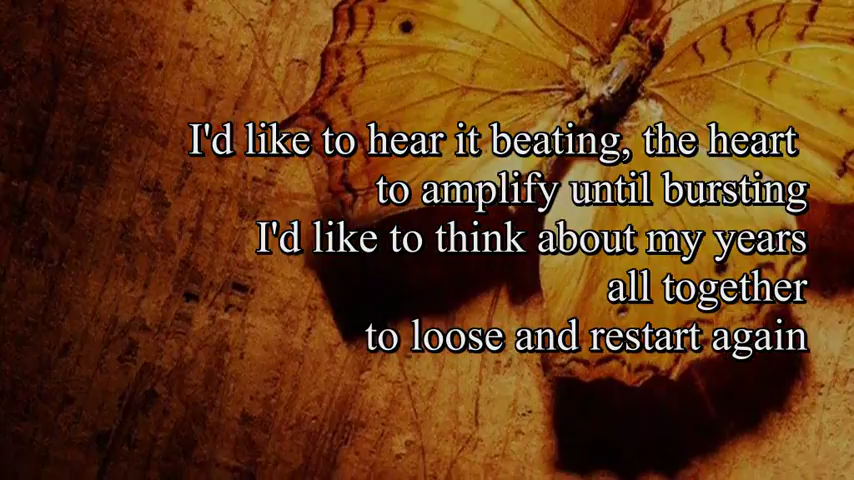 I'd like to hear it beating, the heart
to amplify until bursting
I'd like to think about my years
all together
to loose and restart again